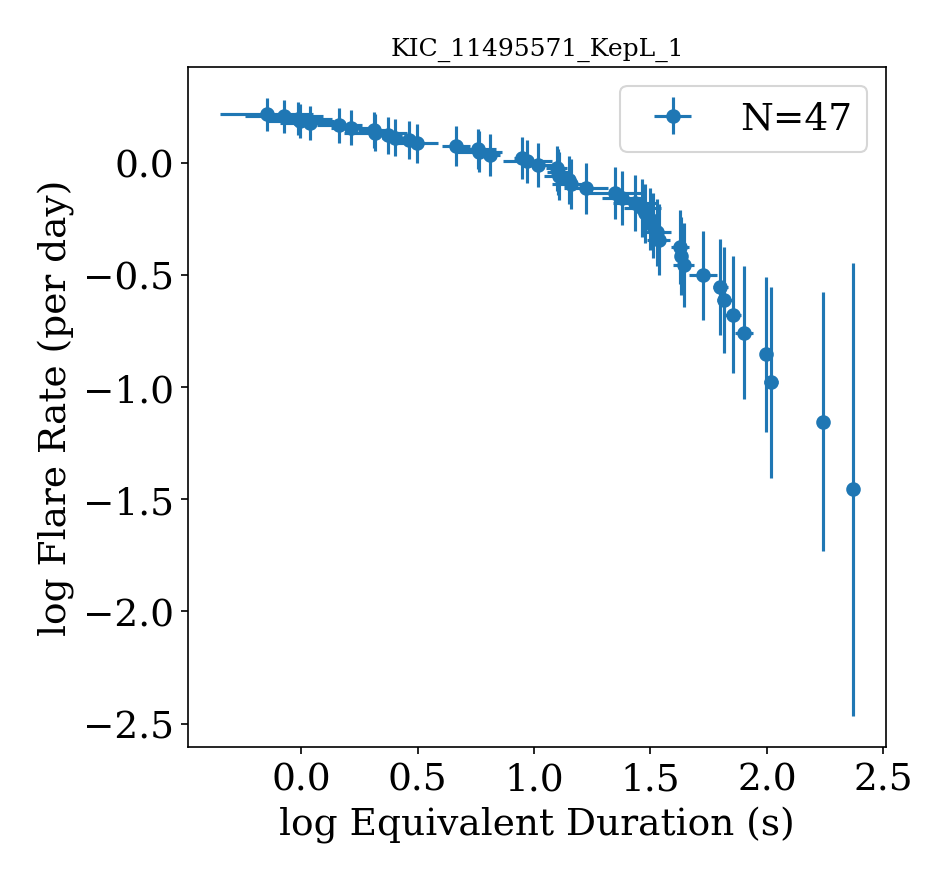 KIC_11495571_KepL_1
N=47
log Flare Rate (per day)
0.0
−0.5
−1.0
−1.5
−2.0
−2.5
0.0 0.5 1.0 1.5 2.0 2.5
log Equivalent Duration (s)